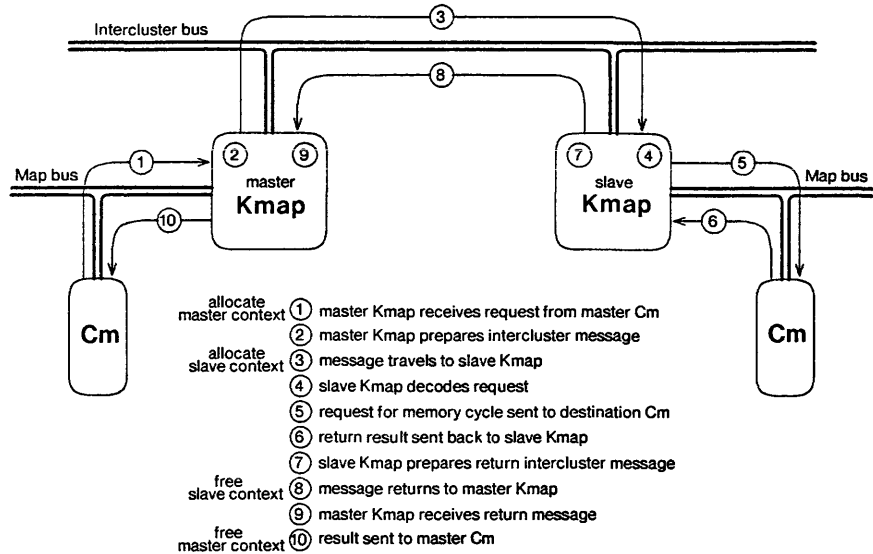 3
Intercluster bus
8
1
2
9
7
4
5
Map bus
master
Kmap
slave
Kmap
Map bus
10
6
Cm
Cm
allocate
master context 1 master Kmap receives request from master Cm
2 master Kmap prepares intercluster message
allocate
slave context 3 message travels to slave Kmap
4 slave Kmap decodes request
5 request for memory cycle sent to destination Cm
6 return result sent back to slave Kmap
7 slave Kmap prepares return intercluster message
free
slave context 8 message returns to master Kmap
9 master Kmap receives return message
free
master context 10 result sent to master Cm